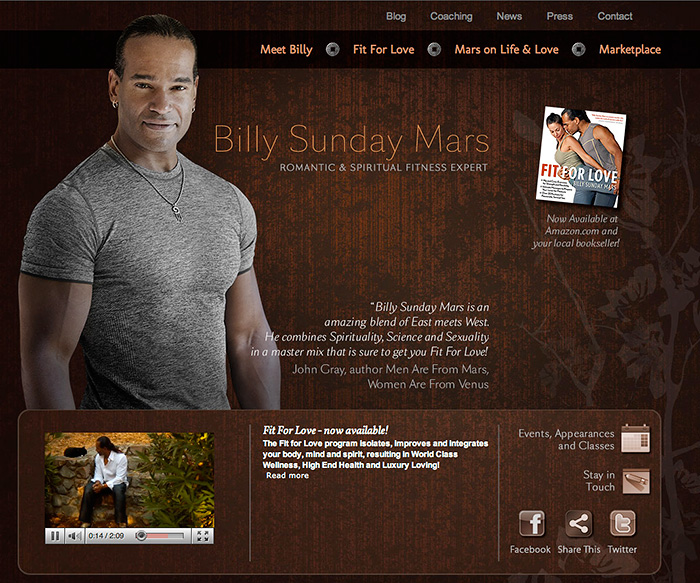 Blog Coaching News Press Contact
Meet Billy Fit For Love Mars on Life & Love Marketplace
Billy Sunday Mars
ROMANTIC & SPIRITUAL FITNESS EXPERT
FIT FOR LOVE
BILLY SUNDAY MARS
Now Available at
Amazon.com and
your local bookseller!
“Billy Sunday Mars is an
amazing blend of East meets West.
He combines Spirituality, Science and Sexuality
in a master mix that is sure to get you Fit For Love!
John Gray, author Men Are From Mars,
Women Are From Venus
Fit For Love - now available!
The Fit for Love program isolates, improves and integrates
your body, mind and spirit, resulting in World Class
Wellness, High End Health and Luxury Loving!
Read more
0:14 / 2:09
Events, Appearances
and Classes
Stay in
Touch
f t
Facebook Share This Twitter